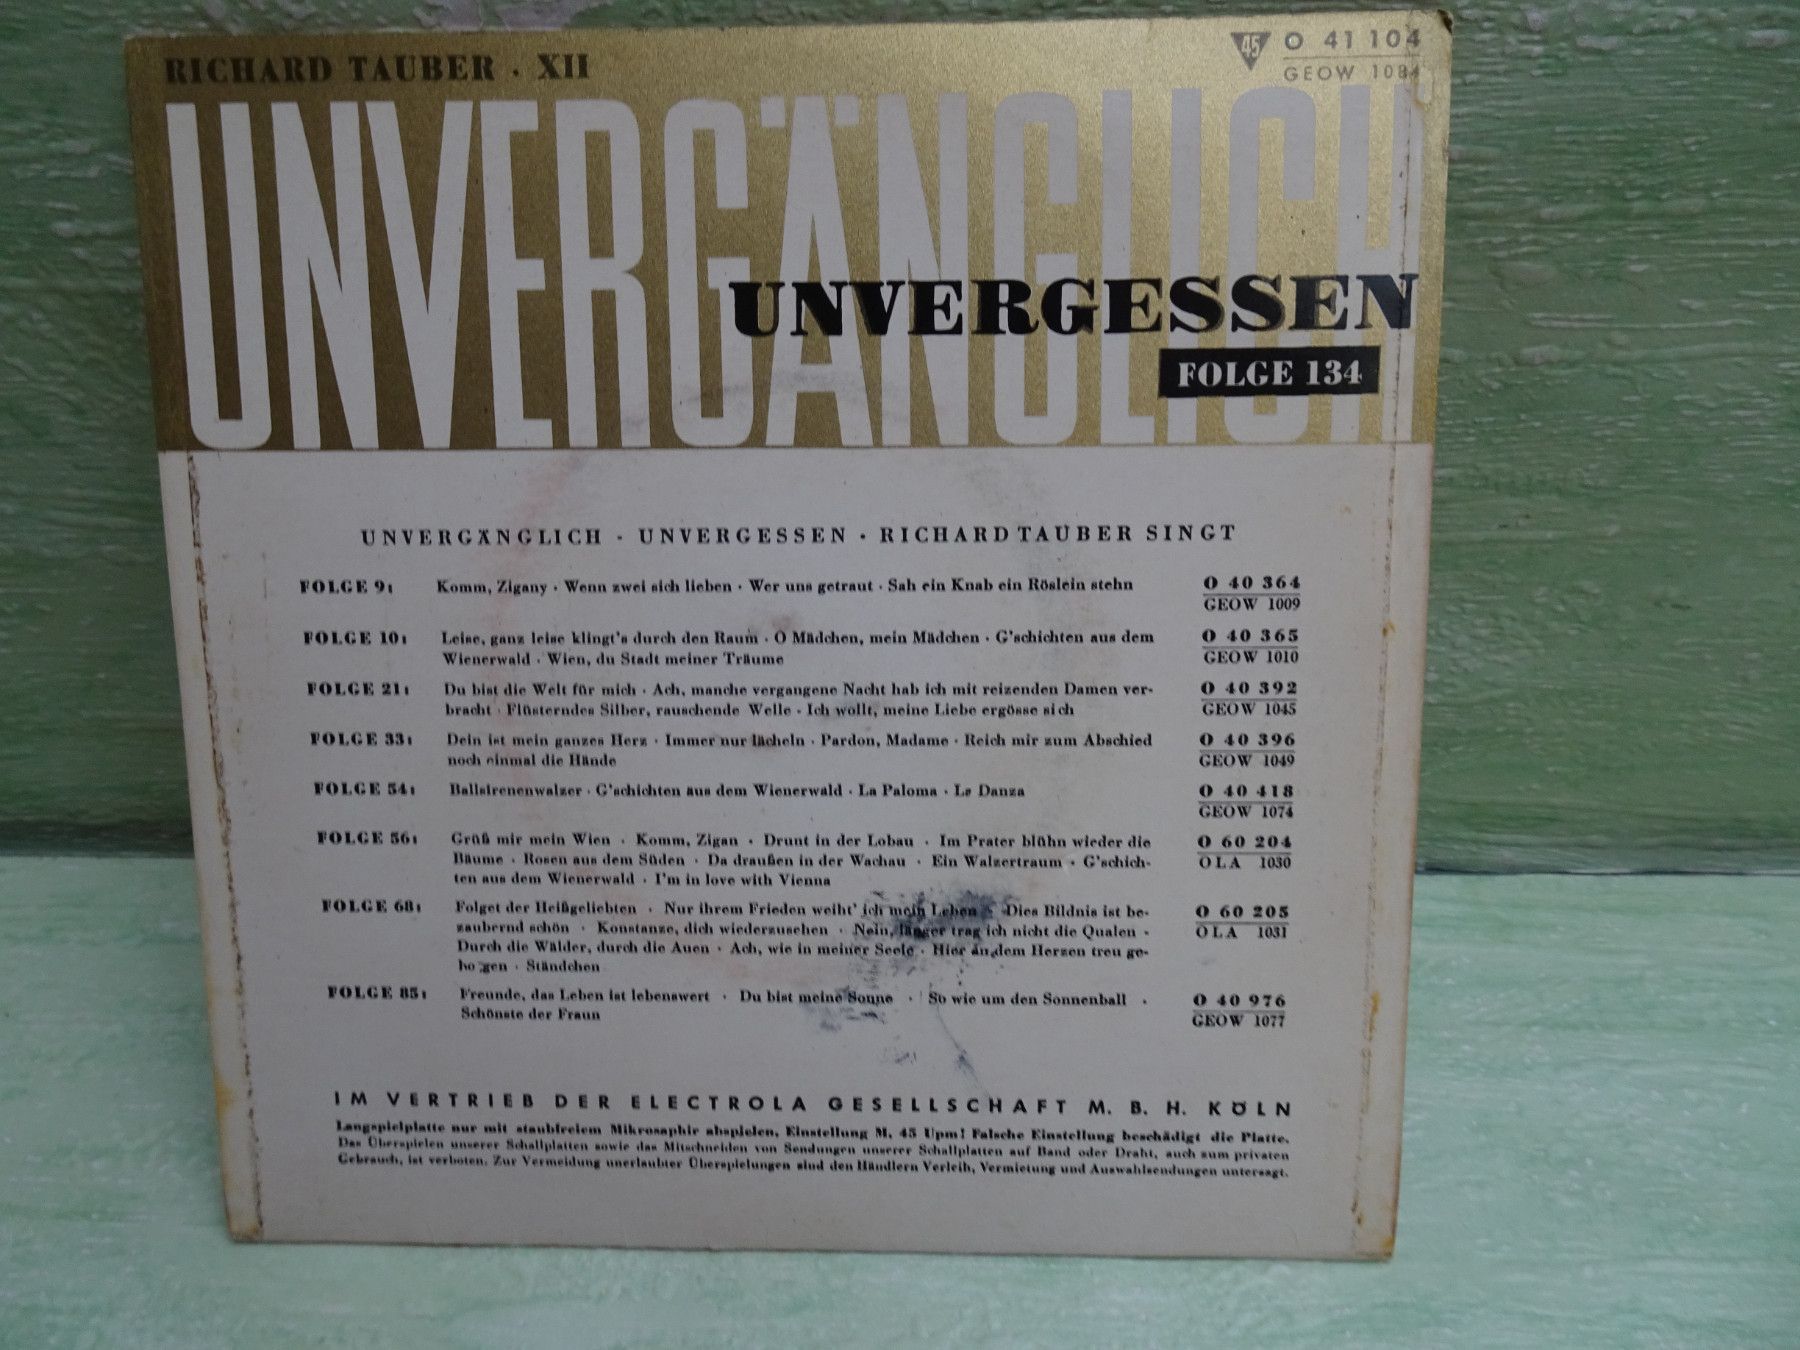 RICHARD TAUBER · XII
45 O 41 104
GEOW 1084
UNVERGÄNGLICH
UNVERGESSEN
FOLGE 134
UNVERGÄNGLICH · UNVERGESSEN · RICHARD TAUBER SINGT
FOLGE 9: Komm, Zigany · Wenn zwei sich lieben · Wer uns getraut · Sah ein Knab ein Röslein stehn O 40 364
GEOW 1009
FOLGE 10: Leise, ganz leise klingt's durch den Raum · O Mädchen, mein Mädchen · G'schichten aus dem O 40 365
Wienerwald · Wien, du Stadt meiner Träume GEOW 1010
FOLGE 21: Du bist die Welt für mich · Ach, manche vergangene Nacht hab ich mit reizenden Damen ver- O 40 392
bracht · Flüsterndes Silber, rauschende Welle · Ich wollt, meine Liebe ergösse sich GEOW 1045
FOLGE 33: Dein ist mein ganzes Herz · Immer nur lächeln · Pardon, Madame · Reich mir zum Abschied O 40 396
noch einmal die Hände GEOW 1049
FOLGE 54: Ballsirenenwalzer · G'schichten aus dem Wienerwald · La Paloma · La Danza O 40 418
GEOW 1074
FOLGE 56: Grüß mir mein Wien · Komm, Zigan · Drunt in der Lobau · Im Prater blühn wieder die O 60 204
Bäume · Rosen aus dem Süden · Da draußen in der Wachau · Ein Walzertraum · G'schich- OLA 1030
ten aus dem Wienerwald · I'm in love with Vienna
FOLGE 68: Folget der Heißgeliebten · Nur ihrem Frieden weiht' ich mein Leben · Dies Bildnis ist be- O 60 205
zaubernd schön · Konstanze, dich wiederzusehen · Nein, länger trag ich nicht die Qualen · OLA 1031
Durch die Wälder, durch die Auen · Ach, wie in meiner Seele · Hier an dem Herzen treu ge-
borgen · Ständchen
FOLGE 85: Freunde, das Leben ist lebenswert · Du bist meine Sonne · So wie um den Sonnenball · O 40 976
Schönste der Fraun GEOW 1077
IM VERTRIEB DER ELECTROLA GESELLSCHAFT M. B. H. KÖLN
Langspielplatte nur mit staubfreiem Mikrosaphir abspielen. Einstellung M. 45 Upm! Falsche Einstellung beschädigt die Platte.
Das Überspielen unserer Schallplatten sowie das Mitschneiden von Sendungen unserer Schallplatten auf Band oder Draht, auch zum privaten
Gebrauch, ist verboten. Zur Vermeidung unerlaubter Überspielungen sind den Händlern Verleih, Vermietung und Auswahlsendungen untersagt.